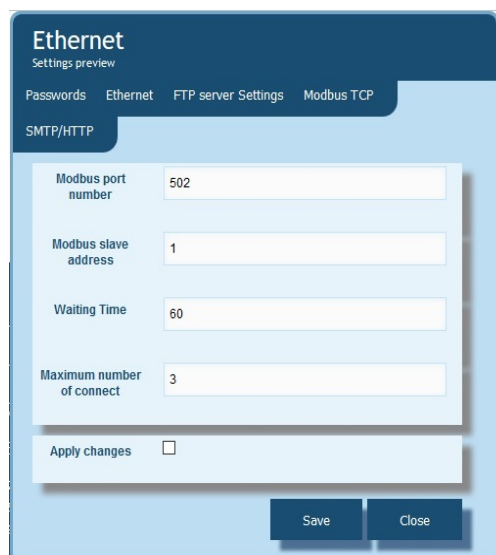 Ethernet
Settings preview
Passwords Ethernet FTP server Settings Modbus TCP
SMTP/HTTP
Modbus port
number
502
Modbus slave
address
1
Waiting Time
60
Maximum number
of connect
3
Apply changes
Save Close